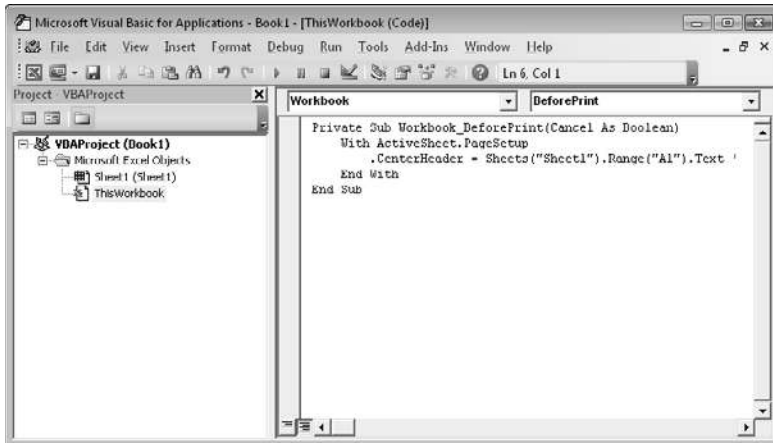 Microsoft Visual Basic for Applications - Book1 - [ThisWorkbook (Code)]
File Edit View Insert Format Debug Run Tools Add-Ins Window Help
Ln 6, Col 1
Project - VBAProject
Workbook
BeforePrint
VBAProject (Book1)
Microsoft Excel Objects
Sheet1 (Sheet1)
ThisWorkbook
Private Sub Workbook_BeforePrint(Cancel As Boolean)
With ActiveSheet.PageSetup
.CenterHeader = Sheets("Sheet1").Range("A1").Text '
End With
End Sub